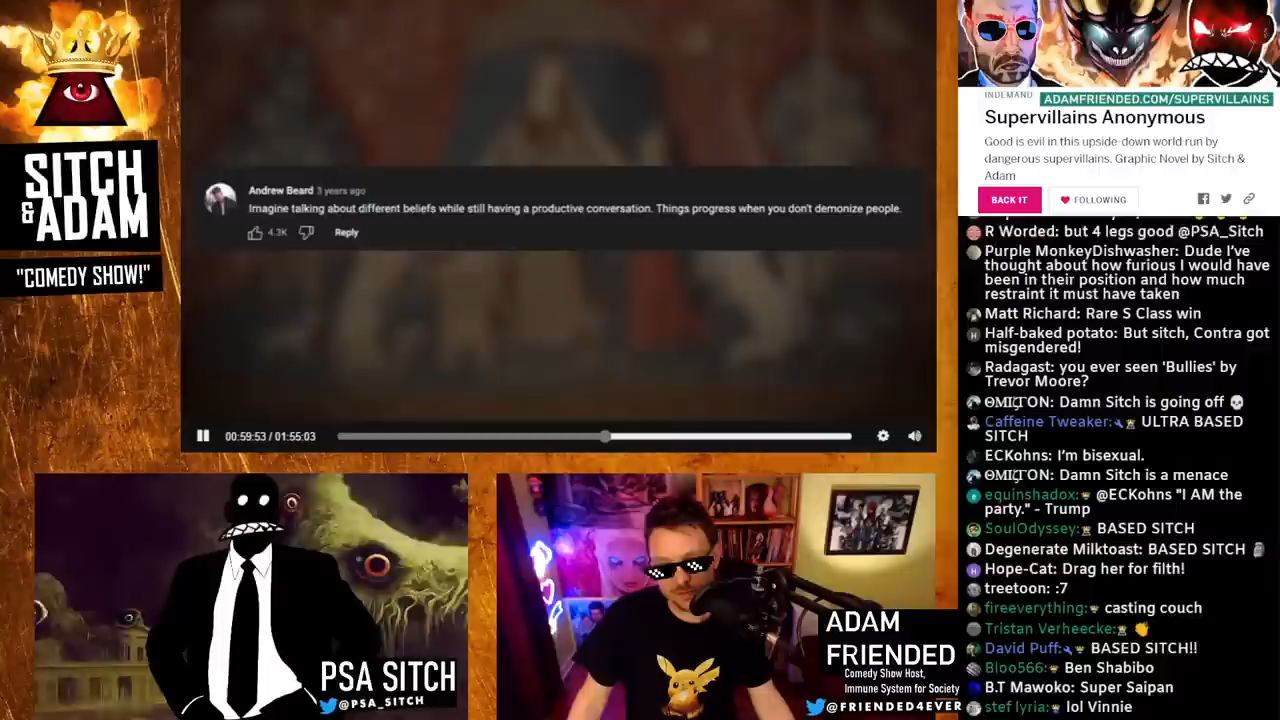 SITCH
& ADAM
"COMEDY SHOW!"
Andrew Beard 3 years ago
Imagine talking about different beliefs while still having a productive conversation. Things progress when you don't demonize people.
4.3K Reply
00:59:53 / 01:55:03
PSA SITCH
@PSA_SITCH
ADAM
FRIENDED
Comedy Show Host,
Immune System for Society
@FRIENDED4EVER
INDEMAND
ADAMFRIENDED.COM/SUPERVILLAINS
Supervillains Anonymous
Good is evil in this upside-down world run by
dangerous supervillains. Graphic Novel by Sitch &
Adam
BACK IT
FOLLOWING
R Worded: but 4 legs good @PSA_Sitch
Purple MonkeyDishwasher: Dude I've
thought about how furious I would have
been in their position and how much
restraint it must have taken
Matt Richard: Rare S Class win
Half-baked potato: But sitch, Contra got
misgendered!
Radagast: you ever seen 'Bullies' by
Trevor Moore?
Damn Sitch is going off 💀
Caffeine Tweaker: ULTRA BASED
SITCH
ECKohns: I'm bisexual.
Damn Sitch is a menace
equinshadox: @ECKohns "I AM the
party." - Trump
SoulOdyssey: BASED SITCH
Degenerate Milktoast: BASED SITCH 🗿
Hope-Cat: Drag her for filth!
treetoon: :7
fireeverything: casting couch
Tristan Verheecke: 👏
David Puff: BASED SITCH!!
Bloo566: Ben Shabibo
B.T Mawoko: Super Saipan
stef lyria: lol Vinnie